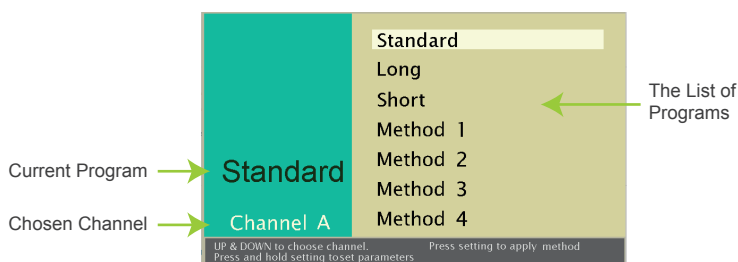 Current Program
Chosen Channel
Standard
Channel A
Standard
Long
Short
Method 1
Method 2
Method 3
Method 4
The List of
Programs
UP & DOWN to choose channel.
Press setting to apply method
Press and hold setting toset parameters